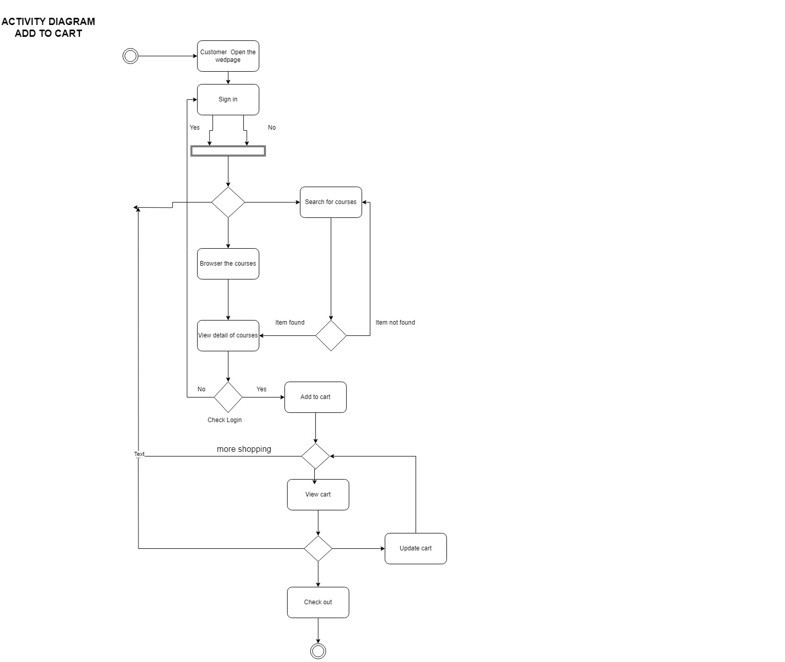 ACTIVITY DIAGRAM
ADD TO CART
Customer Open the
wedpage
Sign in
Yes
No
Search for courses
Browser the courses
Item found
Item not found
View detail of courses
No
Yes
Add to cart
Check Login
more shopping
Text
View cart
Update cart
Check out